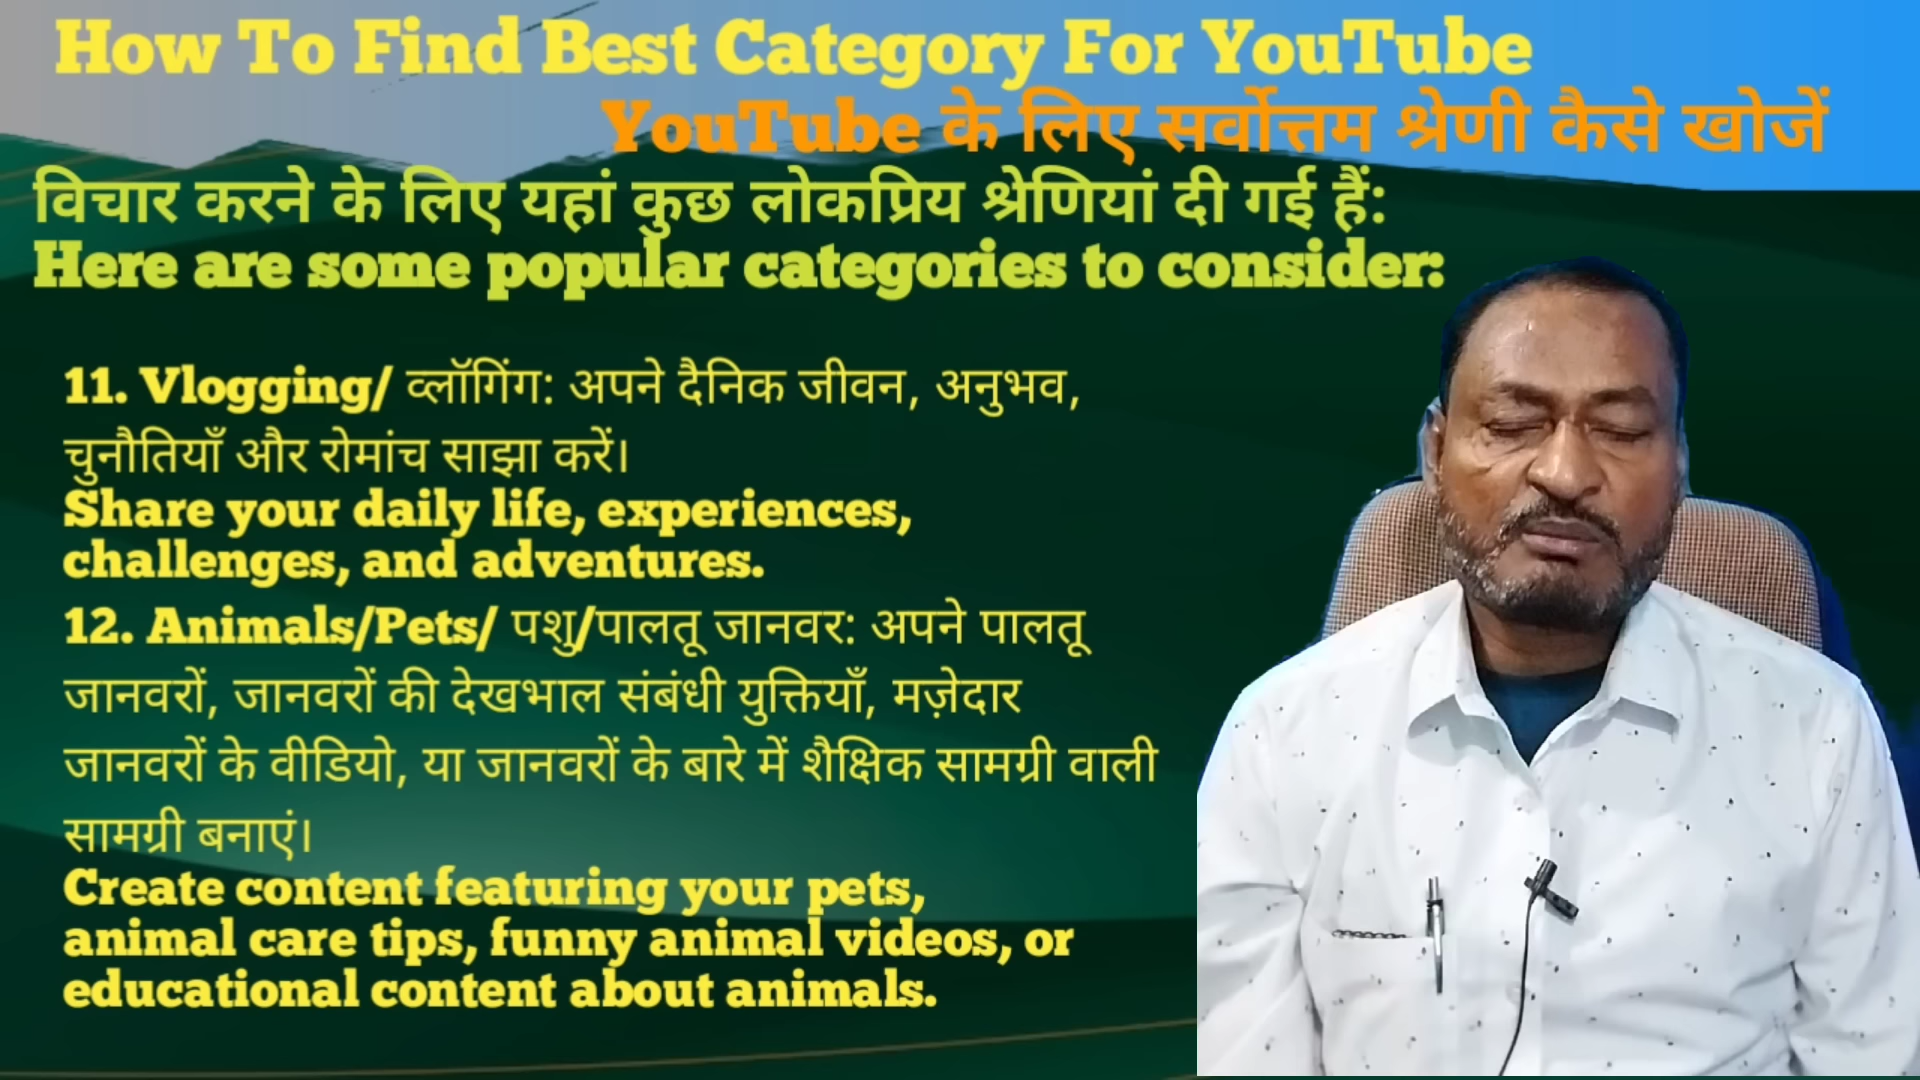 How To Find Best Category For YouTube
YouTube के लिए सर्वोत्तम श्रेणी कैसे खोजें
विचार करने के लिए यहां कुछ लोकप्रिय श्रेणियां दी गई हैं:
Here are some popular categories to consider:
11. Vlogging/ व्लॉगिंग: अपने दैनिक जीवन, अनुभव,
चुनौतियाँ और रोमांच साझा करें।
Share your daily life, experiences,
challenges, and adventures.
12. Animals/Pets/ पशु/पालतू जानवर: अपने पालतू
जानवरों, जानवरों की देखभाल संबंधी युक्तियाँ, मज़ेदार
जानवरों के वीडियो, या जानवरों के बारे में शैक्षिक सामग्री वाली
सामग्री बनाएं।
Create content featuring your pets,
animal care tips, funny animal videos, or
educational content about animals.